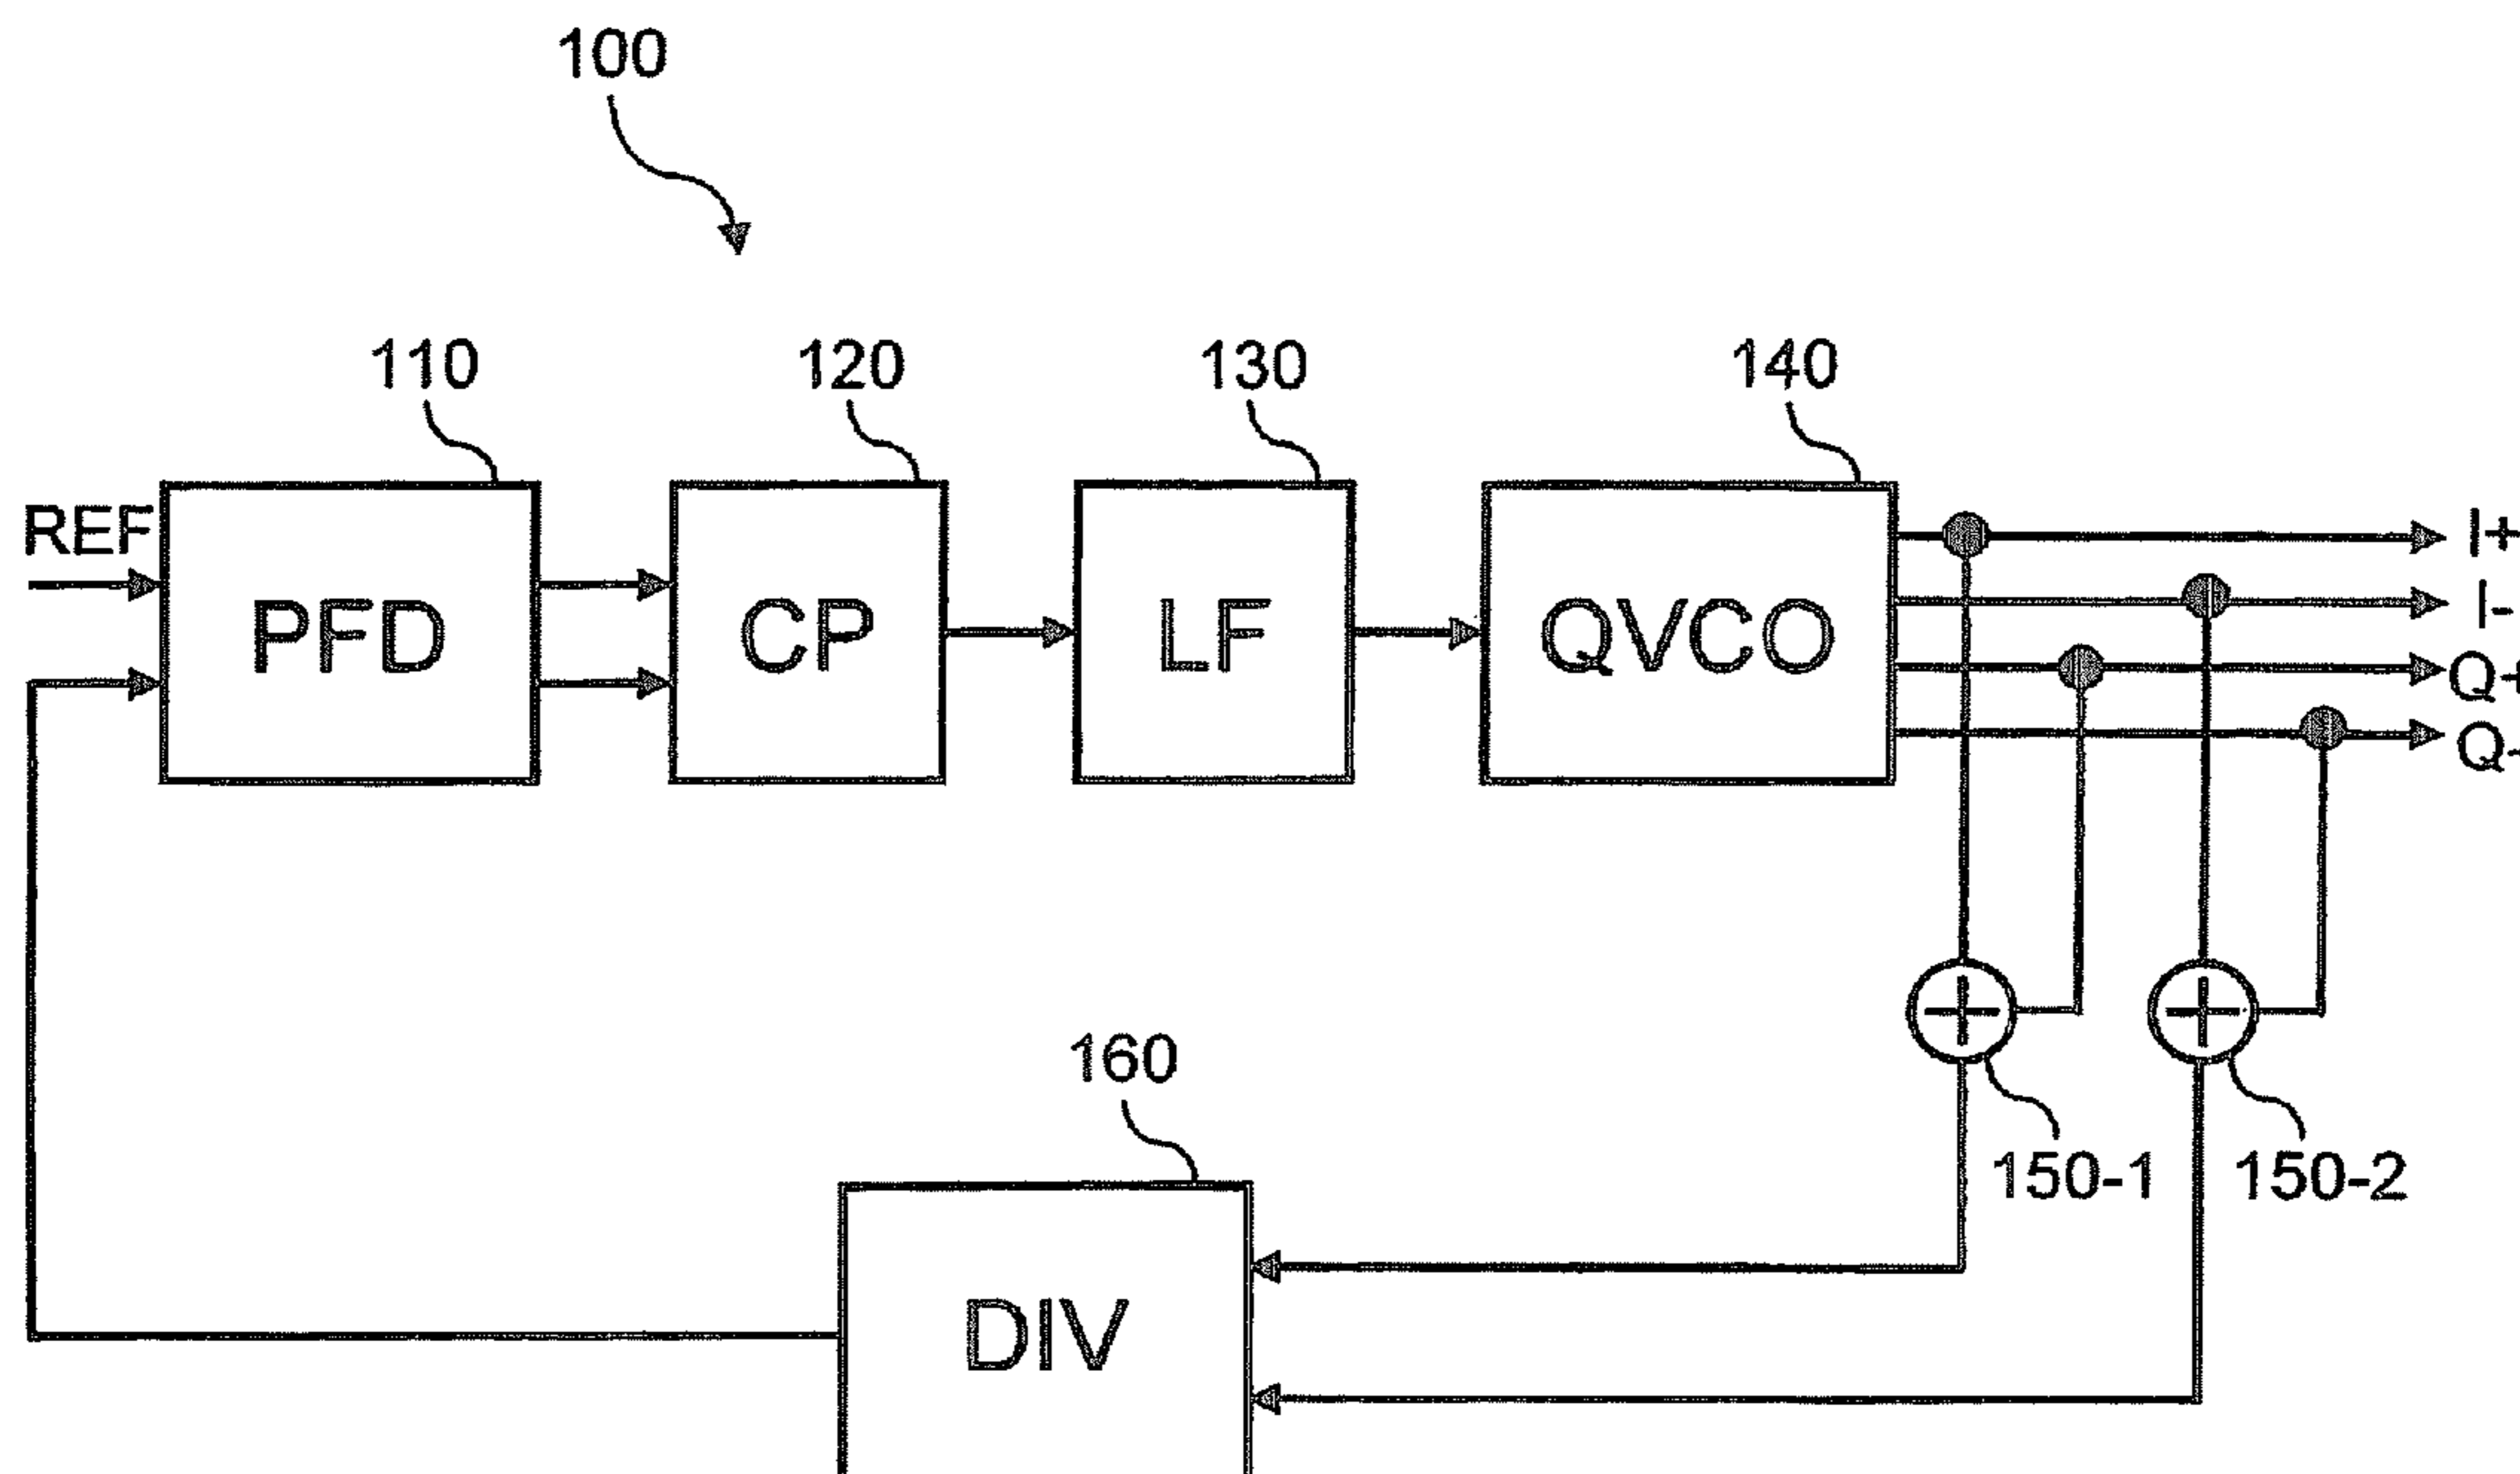 100
110
120
130
140
REF
PFD
CP
LF
QVCO
I+
I-
Q+
Q-
160
150-1
150-2
DIV